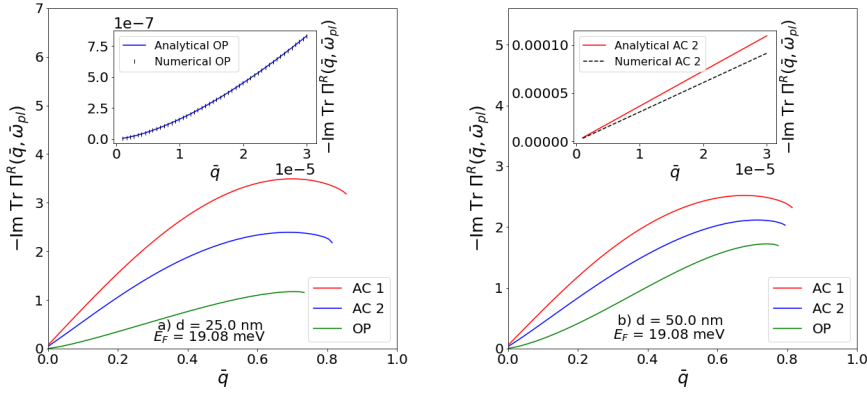 7
6
5
4
3
2
1
0
−Im Tr Π^R(q̄, ω̄_pl)
1e−7
7.5
5.0
2.5
0.0
Analytical OP
Numerical OP
0 1 2 3
1e−5
q̄
−Im Tr Π^R(q̄, ω̄_pl)
AC 1
AC 2
OP
a) d = 25.0 nm
E_F = 19.08 meV
0.0 0.2 0.4 0.6 0.8 1.0
q̄
5
4
3
2
1
0
−Im Tr Π^R(q̄, ω̄_pl)
0.00010
0.00005
0.00000
Analytical AC 2
Numerical AC 2
0 1 2 3
1e−5
q̄
−Im Tr Π^R(q̄, ω̄_pl)
AC 1
AC 2
OP
b) d = 50.0 nm
E_F = 19.08 meV
0.0 0.2 0.4 0.6 0.8 1.0
q̄